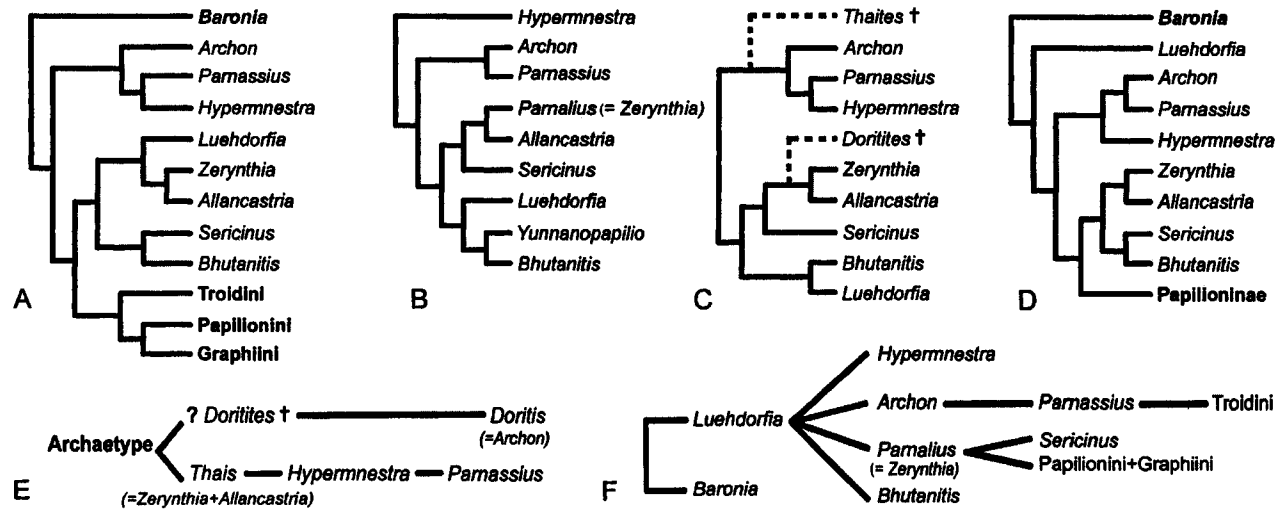 Baronia
Archon
Parnassius
Hypermnestra
Luehdorfia
Zerynthia
Allancastria
Sericinus
Bhutanitis
Troidini
Papilionini
Graphiini
A
Hypermnestra
Archon
Parnassius
Parnalius (= Zerynthia)
Allancastria
Sericinus
Luehdorfia
Yunnanopapilio
Bhutanitis
B
Thaites †
Archon
Parnassius
Hypermnestra
Doritites †
Zerynthia
Allancastria
Sericinus
Bhutanitis
Luehdorfia
C
Baronia
Luehdorfia
Archon
Parnassius
Hypermnestra
Zerynthia
Allancastria
Sericinus
Bhutanitis
Papilioninae
D
? Doritites † Doritis
(=Archon)
Archaetype
Thais Hypermnestra Parnassius
(=Zerynthia+Allancastria)
E
Hypermnestra
Archon Parnassius Troidini
Luehdorfia
Parnalius
(= Zerynthia)
Sericinus
Papilionini+Graphiini
Baronia
Bhutanitis
F